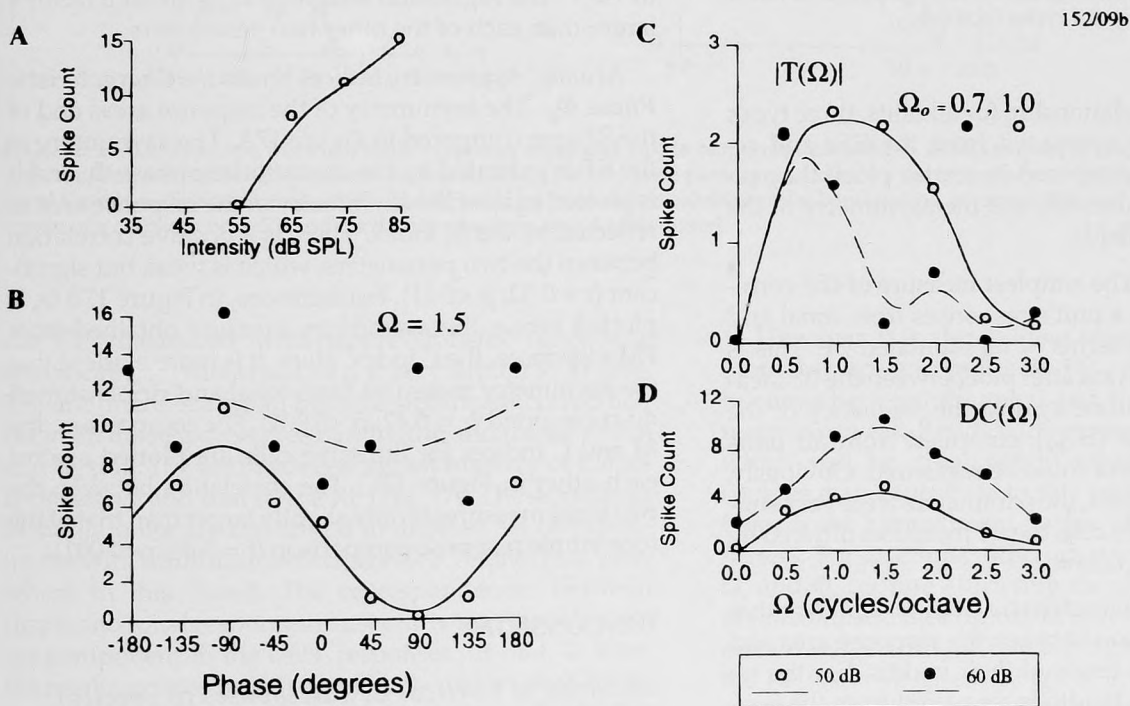 152/09b
A
Spike Count
15
10
5
0
35 45 55 65 75 85
Intensity (dB SPL)
B
Ω = 1.5
Spike Count
16
14
12
10
8
6
4
2
0
-180 -135 -90 -45 0 45 90 135 180
Phase (degrees)
C
|T(Ω)|
Ωₒ = 0.7, 1.0
Spike Count
3
2
1
0
0.0 0.5 1.0 1.5 2.0 2.5 3.0
D
DC(Ω)
Spike Count
12
8
4
0
0.0 0.5 1.0 1.5 2.0 2.5 3.0
Ω (cycles/octave)
50 dB 60 dB